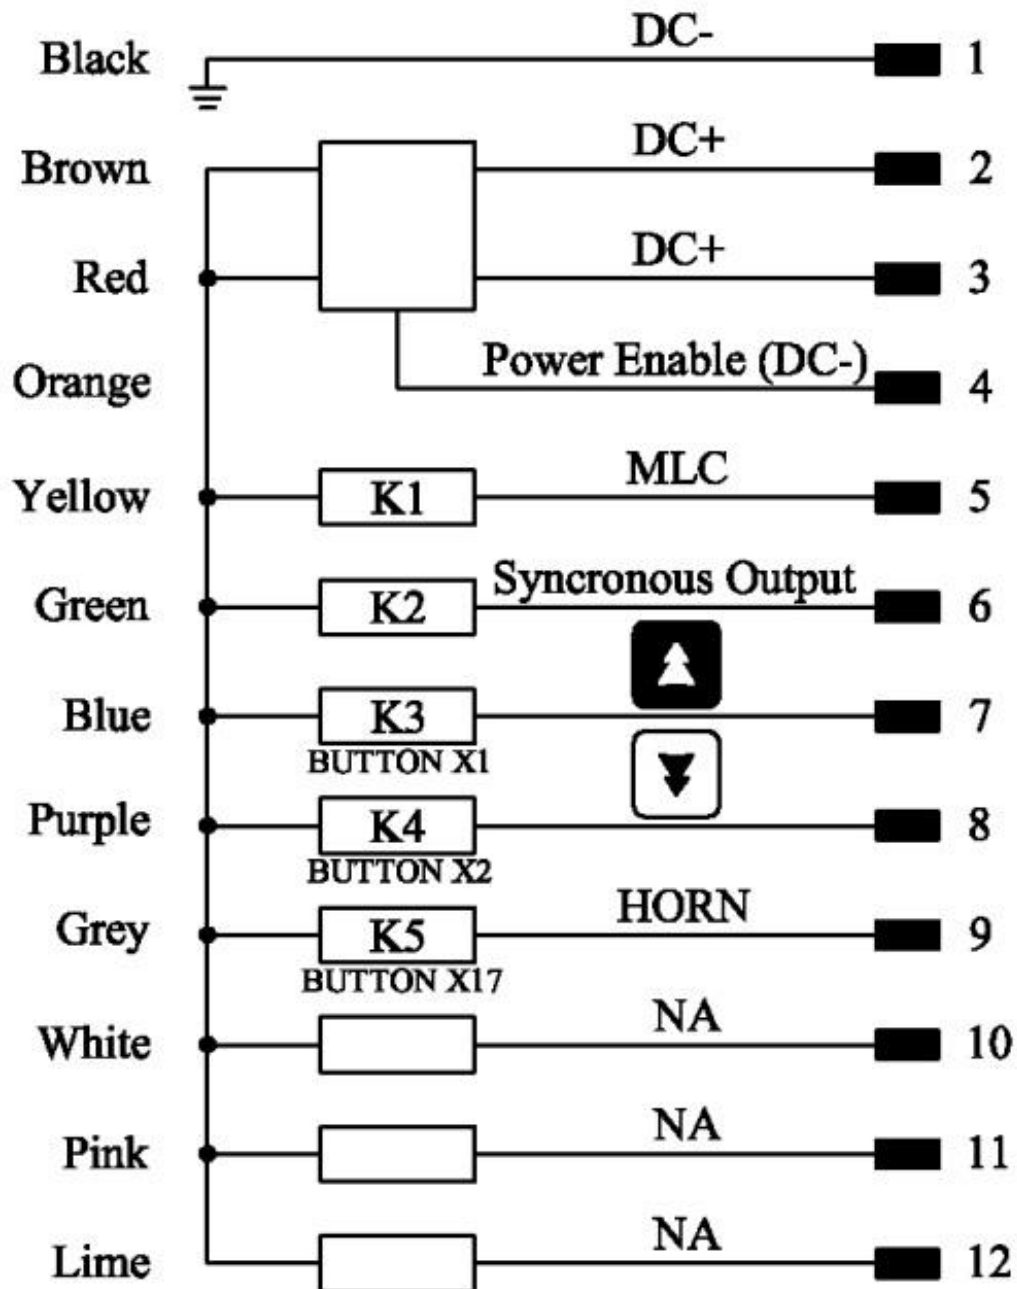 Black DC- 1
Brown DC+ 2
Red DC+ 3
Orange Power Enable (DC-) 4
Yellow K1 MLC 5
Green K2 Syncronous Output 6
Blue K3 7
BUTTON X1
Purple K4 8
BUTTON X2
Grey K5 HORN 9
BUTTON X17
White NA 10
Pink NA 11
Lime NA 12